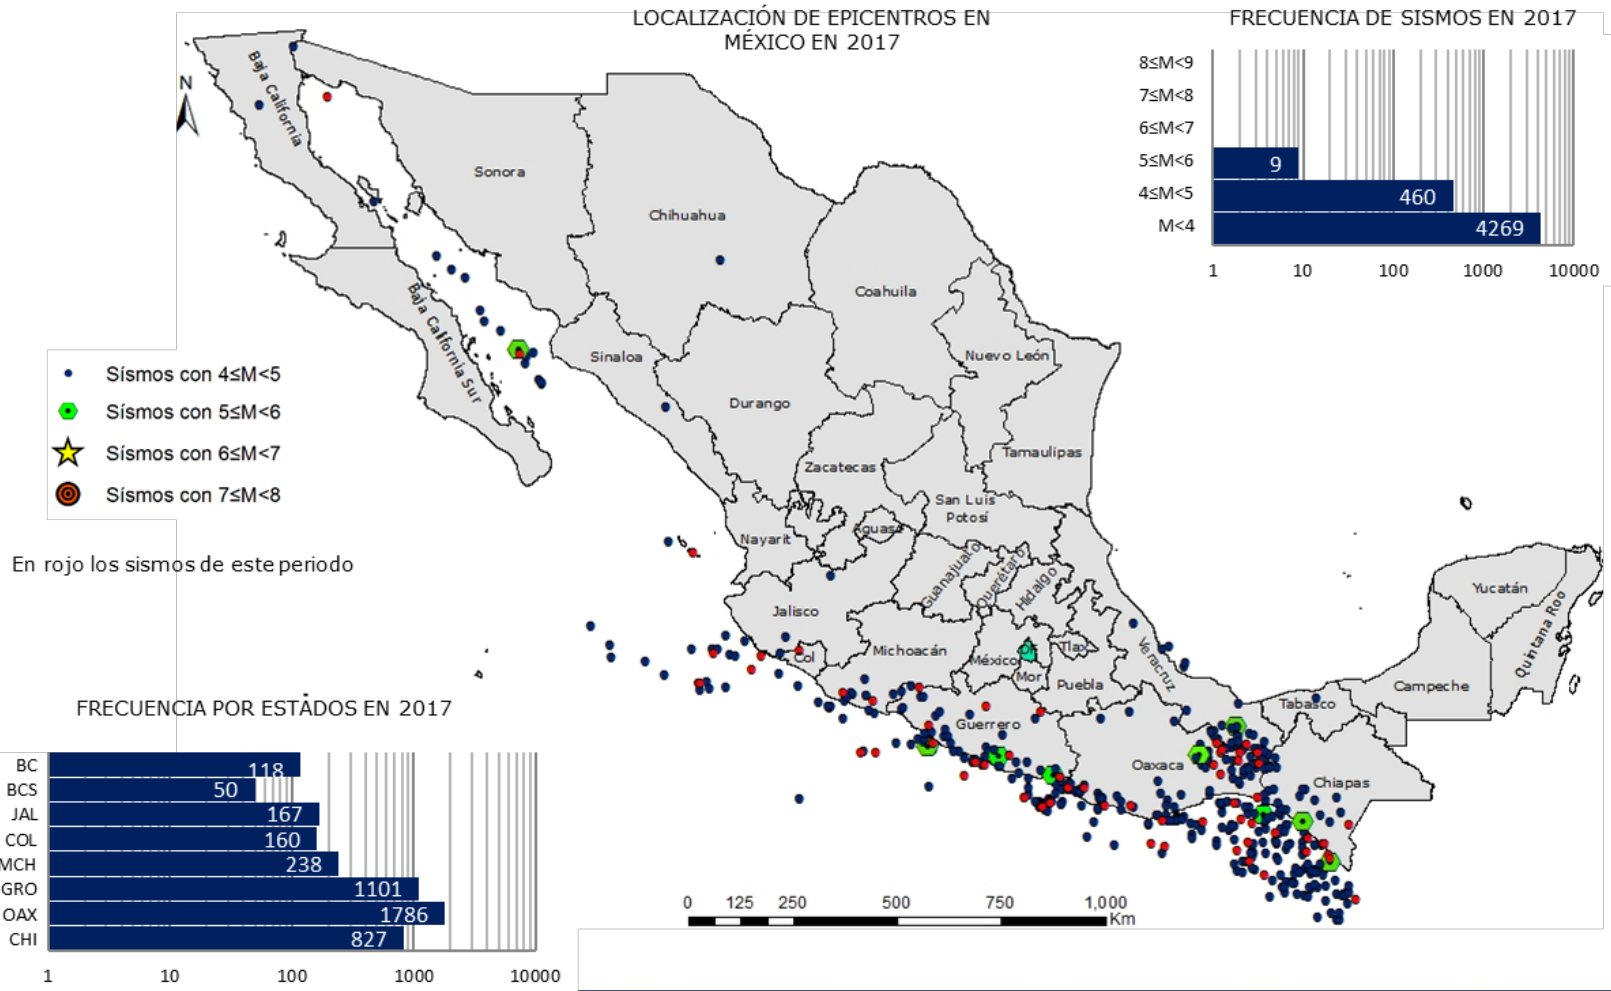 LOCALIZACIÓN DE EPICENTROS EN
MÉXICO EN 2017
FRECUENCIA DE SISMOS EN 2017
8≤M<9
7≤M<8
6≤M<7
5≤M<6
9
4≤M<5
460
M<4
4269
1 10 100 1000 10000
N
Baja California
Sonora
Chihuahua
Coahuila
Baja California Sur
Sinaloa
Nuevo León
Durango
Tamaulipas
Zacatecas
San Luis
Potosí
Nayarit
Aguas
Guanajuato
Querétaro
Hidalgo
Jalisco
Col
Michoacán
México
DF
Tlax
Mor
Puebla
Veracruz
Guerrero
Oaxaca
Tabasco
Chiapas
Campeche
Yucatán
Quintana Roo
Sísmos con 4≤M<5
Sísmos con 5≤M<6
Sísmos con 6≤M<7
Sísmos con 7≤M<8
En rojo los sismos de este periodo
FRECUENCIA POR ESTADOS EN 2017
BC 118
BCS 50
JAL 167
COL 160
MCH 238
GRO 1101
OAX 1786
CHI 827
1 10 100 1000 10000
0 125 250 500 750 1,000
Km